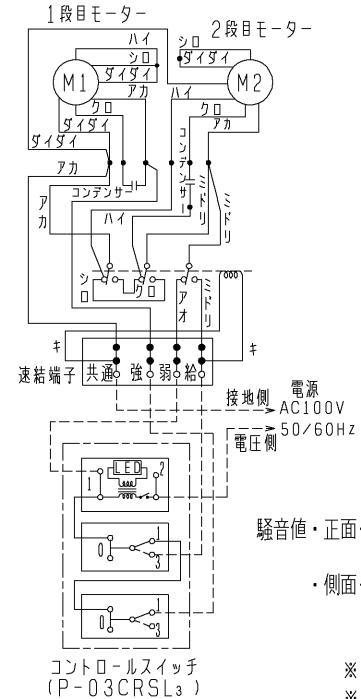 1段目モーター
2段目モーター
ハイ
シロ
シロ
ダイダイ
ダイダイ
M1
M2
アカ
ハイ
クロ
クロ
ダイダイ
アカ
ダイダイ
コンデンサー
アカ
コンデンサー
ミドリ
ミドリ
アカ
ハイ
シロ
クロ
アオ
ミドリ
キ
キ
速結端子
共通
強
弱
給
接地側
電源
AC100V
50/60Hz
電圧側
LED
1
2
0
1
3
0
1
3
騒音値・正面
・側面
コントロールスイッチ
(P-03CRSL3)
※
※